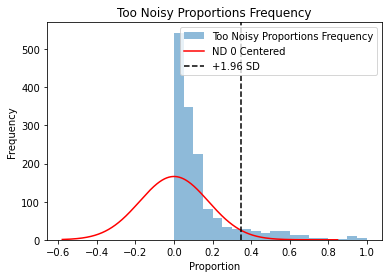 Too Noisy Proportions Frequency
Too Noisy Proportions Frequency
ND 0 Centered
+1.96 SD
500
400
300
200
100
0
Frequency
−0.6 −0.4 −0.2 0.0 0.2 0.4 0.6 0.8 1.0
Proportion